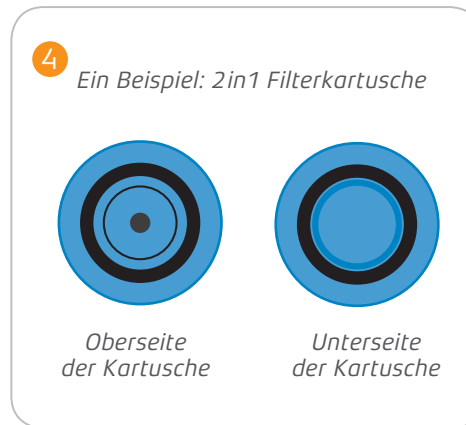 4
Ein Beispiel: 2in1 Filterkartusche
Oberseite
der Kartusche
Unterseite
der Kartusche